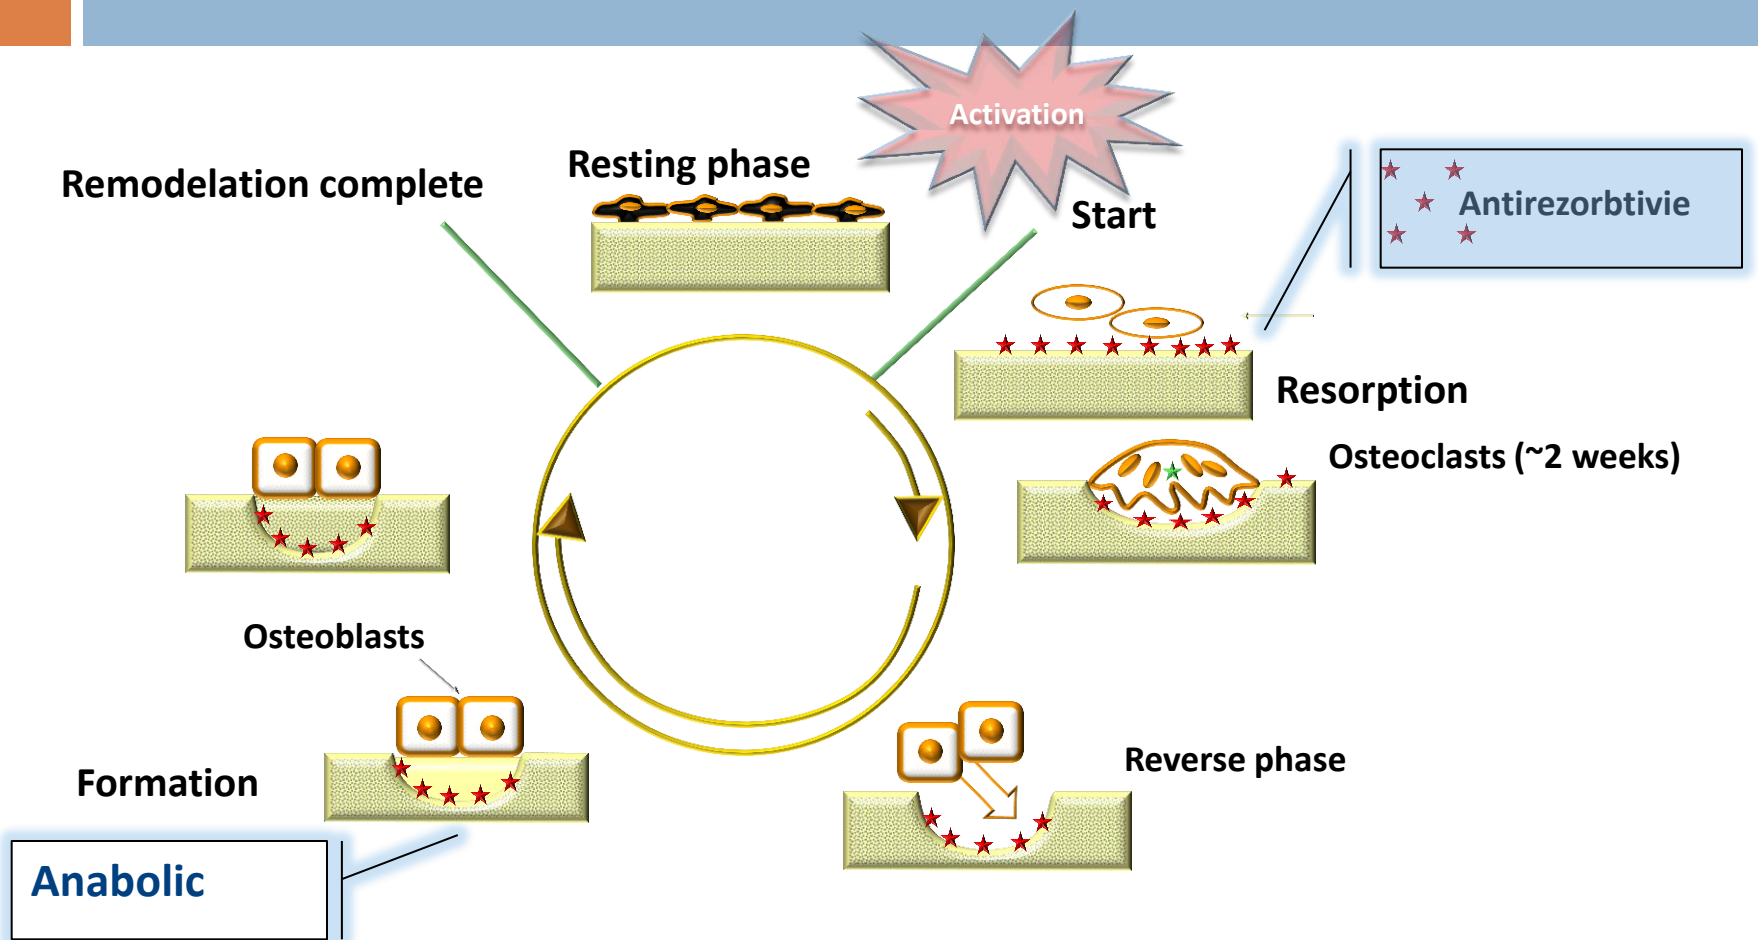 Activation
Resting phase
Remodelation complete
Start
Antirezorbtivie
Resorption
Osteoclasts (~2 weeks)
Osteoblasts
Reverse phase
Formation
Anabolic